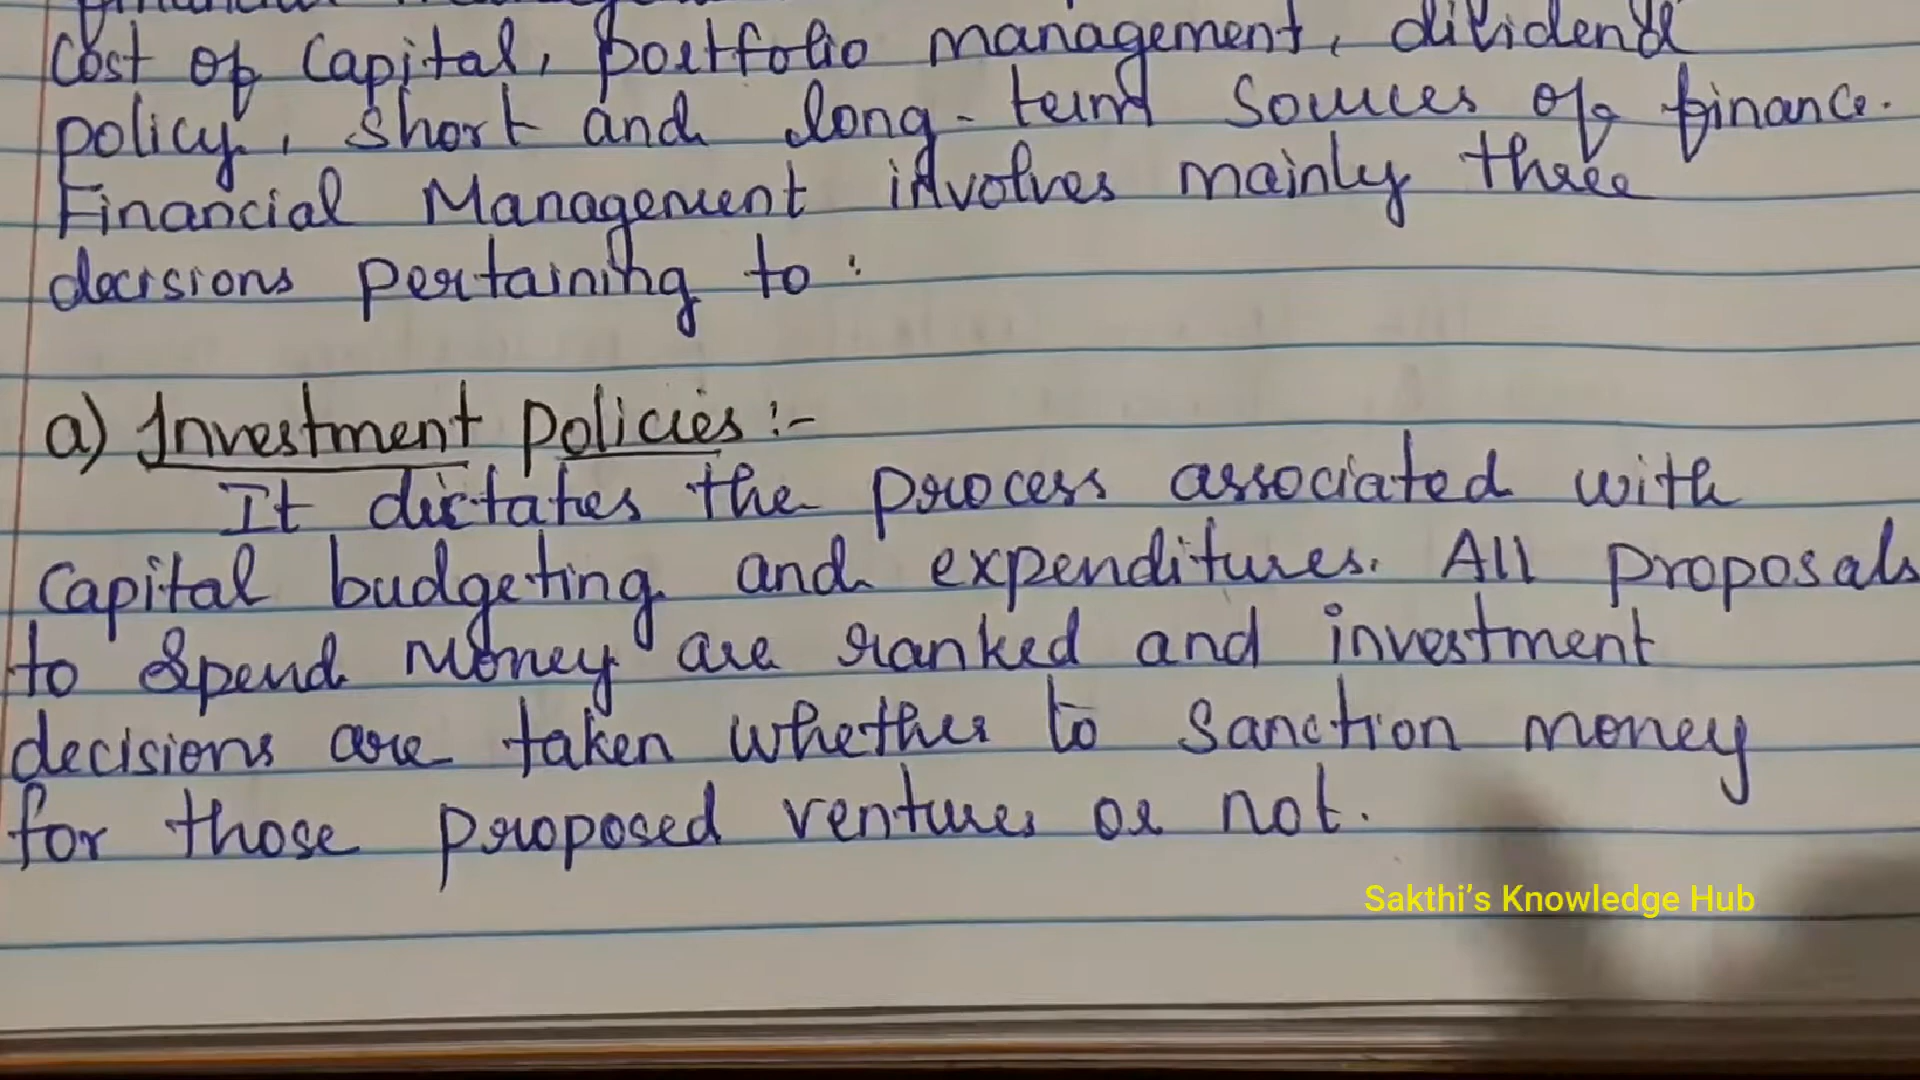 Cost of Capital, portfolio management, dividend
policy, short and long-term sources of finance.
Financial Management involves mainly three
decisions pertaining to :
a) Investment policies :-
It dictates the process associated with
Capital budgeting and expenditures. All proposals
to spend money are ranked and investment
decisions are taken whether to sanction money
for those proposed ventures or not.
Sakthi's Knowledge Hub